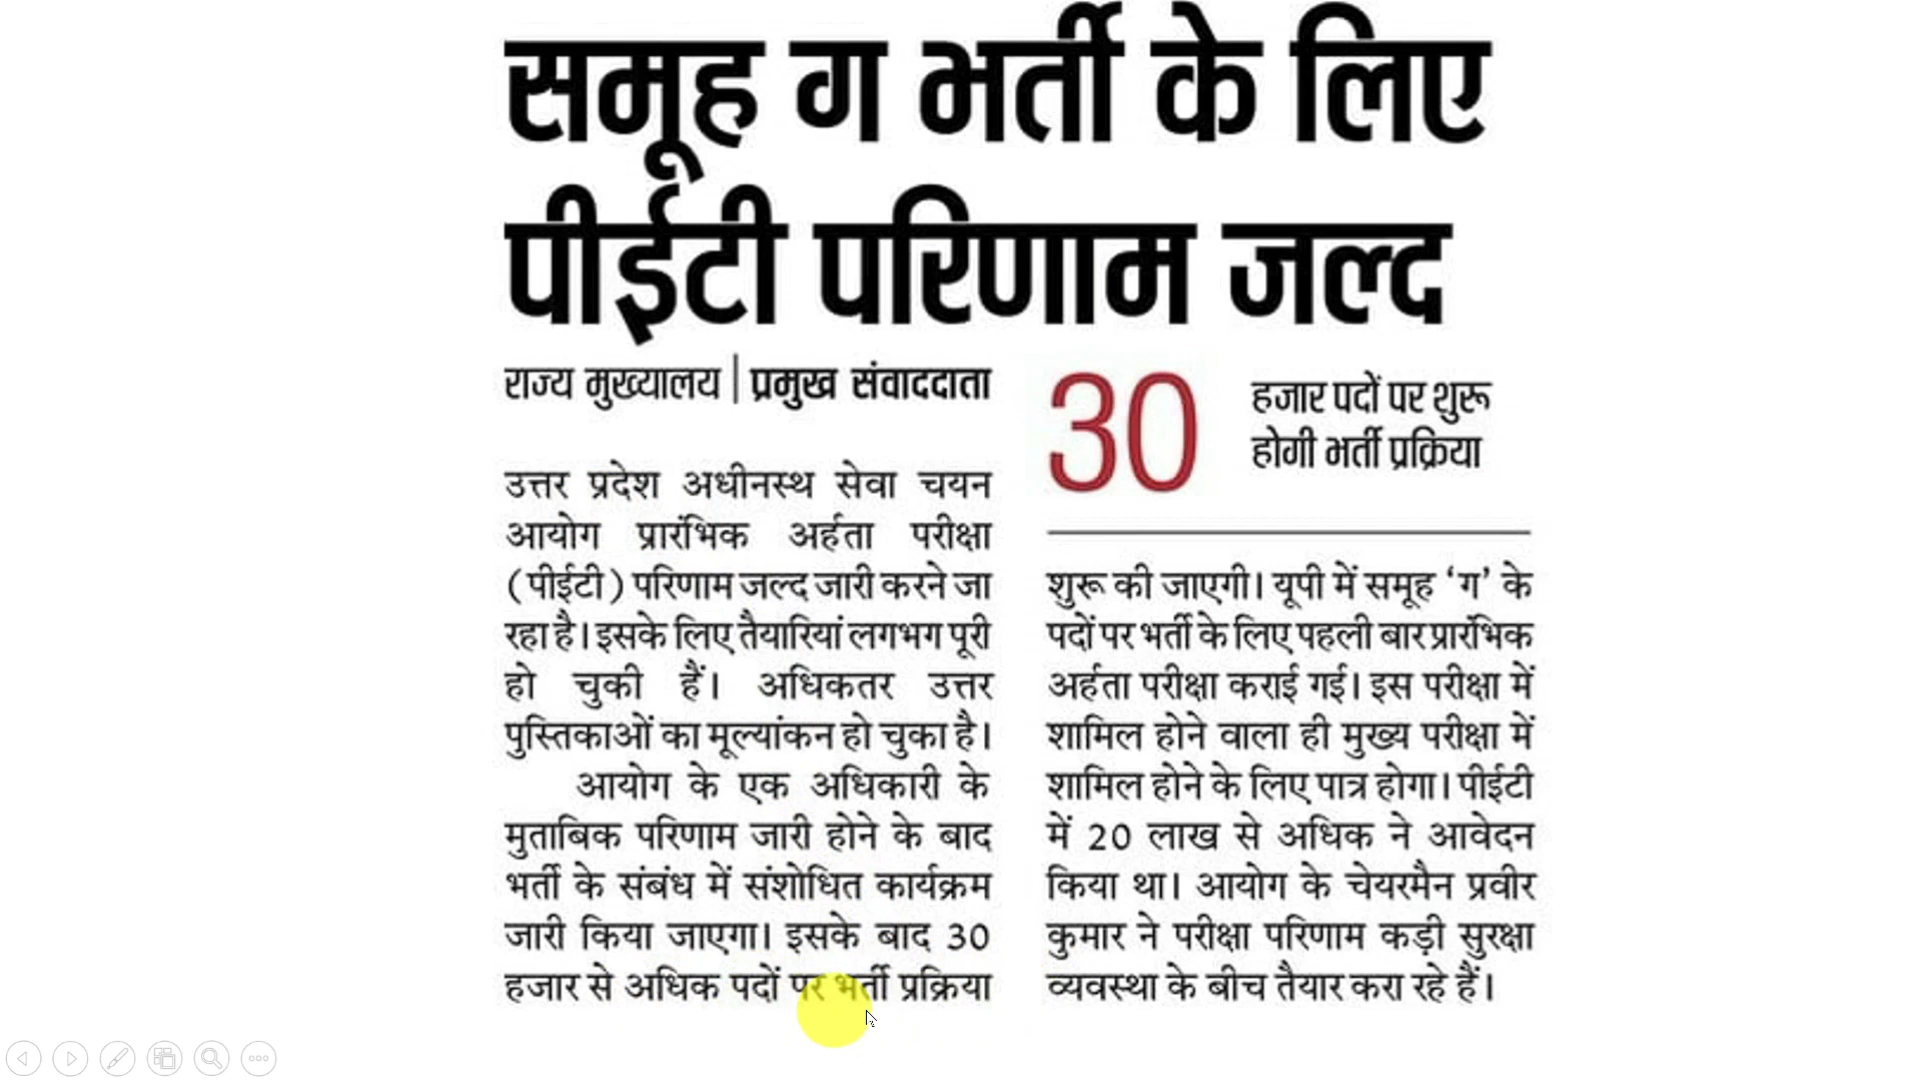 समूह ग भर्ती के लिए
पीईटी परिणाम जल्द
राज्य मुख्यालय | प्रमुख संवाददाता
उत्तर प्रदेश अधीनस्थ सेवा चयन
आयोग प्रारंभिक अर्हता परीक्षा
(पीईटी) परिणाम जल्द जारी करने जा
रहा है। इसके लिए तैयारियां लगभग पूरी
हो चुकी हैं। अधिकतर उत्तर
पुस्तिकाओं का मूल्यांकन हो चुका है।
आयोग के एक अधिकारी के
मुताबिक परिणाम जारी होने के बाद
भर्ती के संबंध में संशोधित कार्यक्रम
जारी किया जाएगा। इसके बाद 30
हजार से अधिक पदों पर भर्ती प्रक्रिया
30
हजार पदों पर शुरू
होगी भर्ती प्रक्रिया
शुरू की जाएगी। यूपी में समूह ‘ग’ के
पदों पर भर्ती के लिए पहली बार प्रारंभिक
अर्हता परीक्षा कराई गई। इस परीक्षा में
शामिल होने वाला ही मुख्य परीक्षा में
शामिल होने के लिए पात्र होगा। पीईटी
में 20 लाख से अधिक ने आवेदन
किया था। आयोग के चेयरमैन प्रवीर
कुमार ने परीक्षा परिणाम कड़ी सुरक्षा
व्यवस्था के बीच तैयार करा रहे हैं।